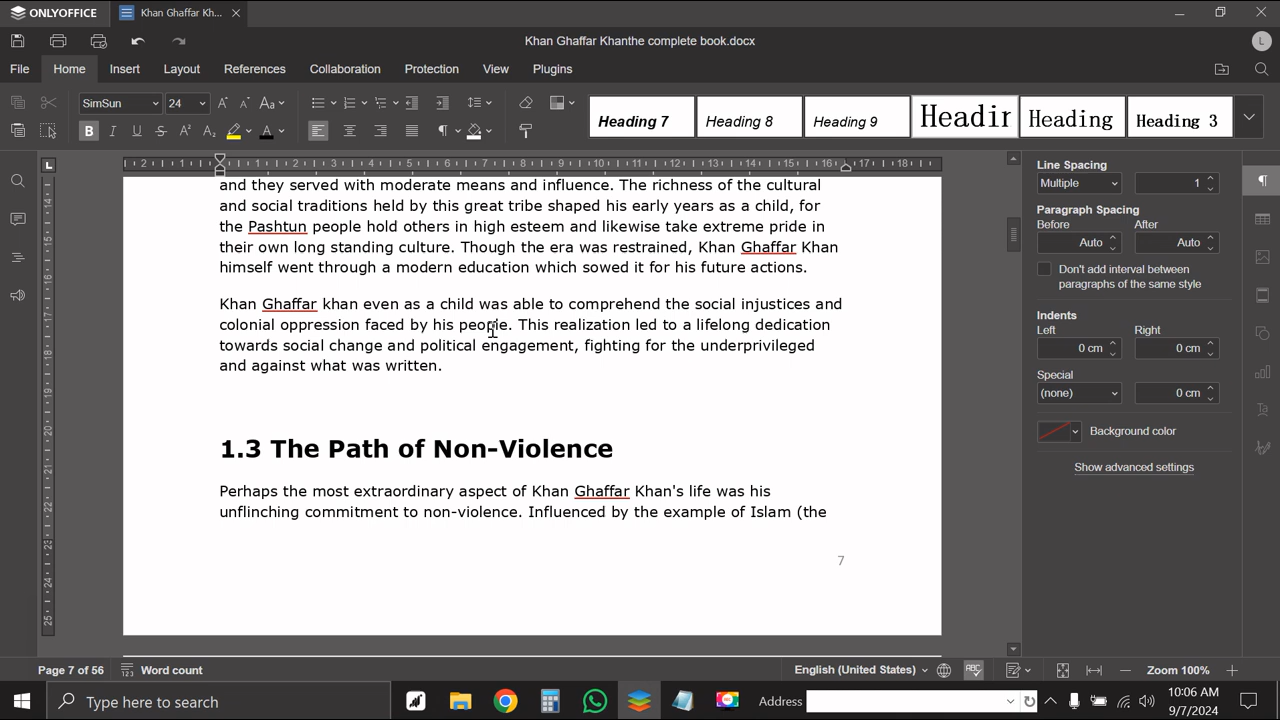 ONLYOFFICE
Khan Ghaffar Kh...
Khan Ghaffar Khanthe complete book.docx
L
File Home Insert Layout References Collaboration Protection View Plugins
SimSun 24
Heading 7 Heading 8 Heading 9 Headir Heading Heading 3
and they served with moderate means and influence. The richness of the cultural
and social traditions held by this great tribe shaped his early years as a child, for
the Pashtun people hold others in high esteem and likewise take extreme pride in
their own long standing culture. Though the era was restrained, Khan Ghaffar Khan
himself went through a modern education which sowed it for his future actions.
Khan Ghaffar khan even as a child was able to comprehend the social injustices and
colonial oppression faced by his people. This realization led to a lifelong dedication
towards social change and political engagement, fighting for the underprivileged
and against what was written.
1.3 The Path of Non-Violence
Perhaps the most extraordinary aspect of Khan Ghaffar Khan's life was his
unflinching commitment to non-violence. Influenced by the example of Islam (the
7
Line Spacing
Multiple 1
Paragraph Spacing
Before After
Auto Auto
Don't add interval between
paragraphs of the same style
Indents
Left Right
0 cm 0 cm
Special
(none) 0 cm
Background color
Show advanced settings
Page 7 of 56 Word count English (United States) Zoom 100%
Type here to search
Address
10:06 AM
9/7/2024